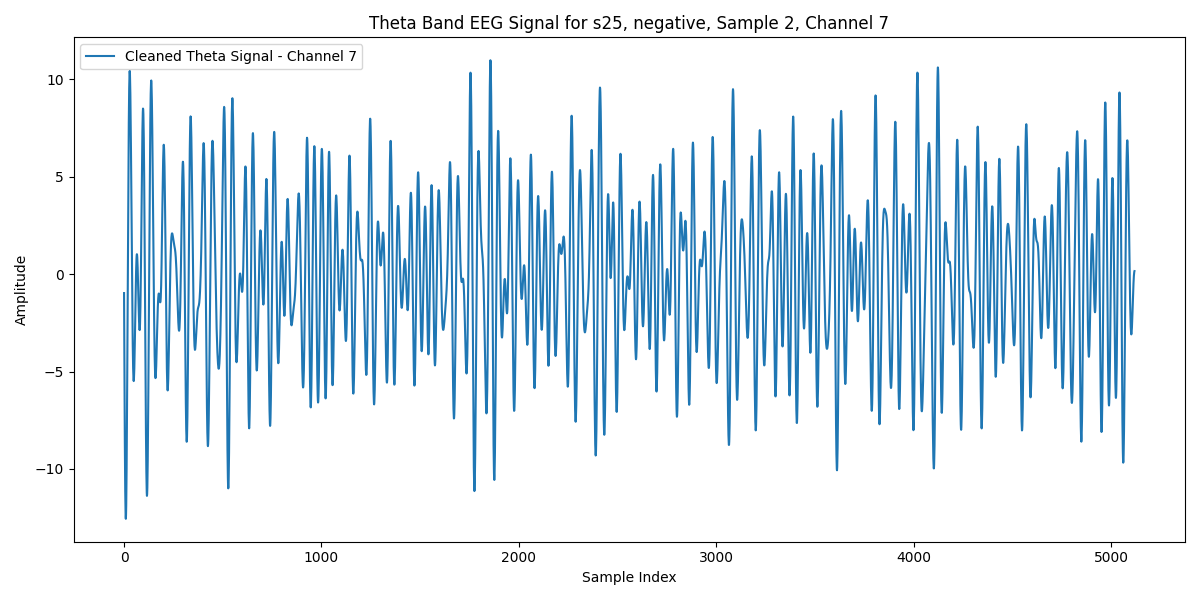 Theta Band EEG Signal for s25, negative, Sample 2, Channel 7
Cleaned Theta Signal - Channel 7
Amplitude
10
5
0
−5
−10
0 1000 2000 3000 4000 5000
Sample Index